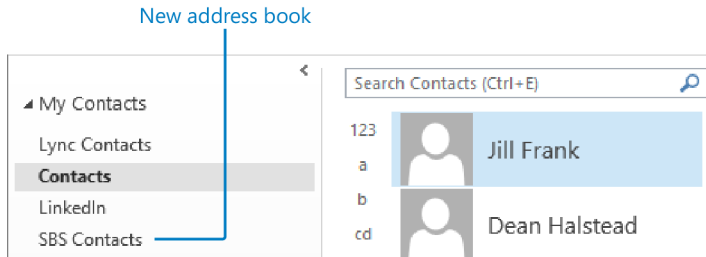 New address book
<
My Contacts
Lync Contacts
Contacts
LinkedIn
SBS Contacts
Search Contacts (Ctrl+E)
123
a
b
cd
Jill Frank
Dean Halstead